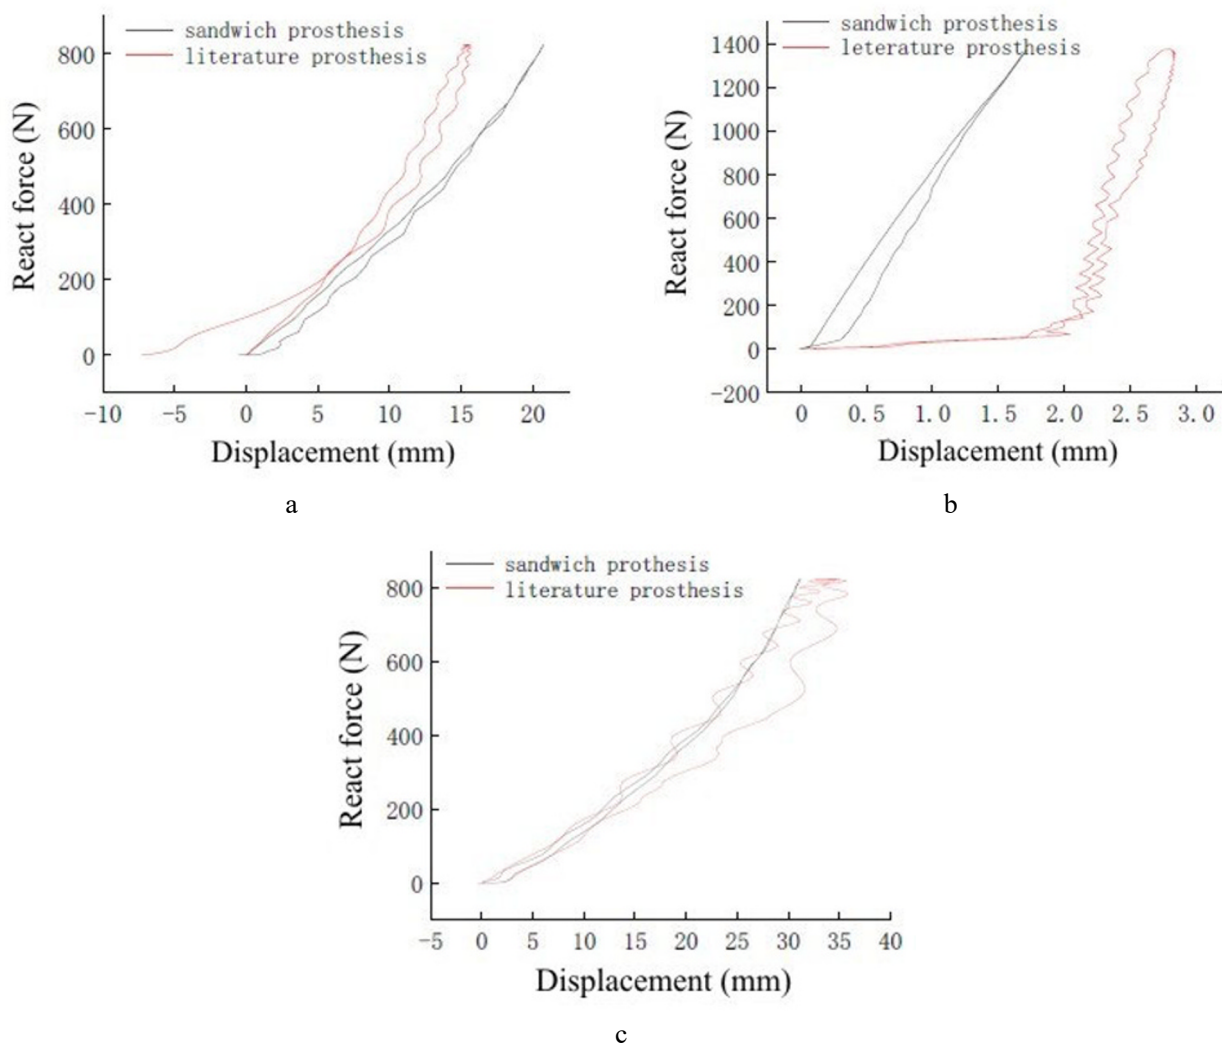 sandwich prosthesis
literature prosthesis
800
600
400
200
0
React force (N)
-10 -5 0 5 10 15 20
Displacement (mm)
a
sandwich prosthesis
leterature prosthesis
1400
1200
1000
800
600
400
200
0
-200
React force (N)
0 0.5 1.0 1.5 2.0 2.5 3.0
Displacement (mm)
b
sandwich prothesis
literature prosthesis
800
600
400
200
0
React force (N)
-5 0 5 10 15 20 25 30 35 40
Displacement (mm)
c